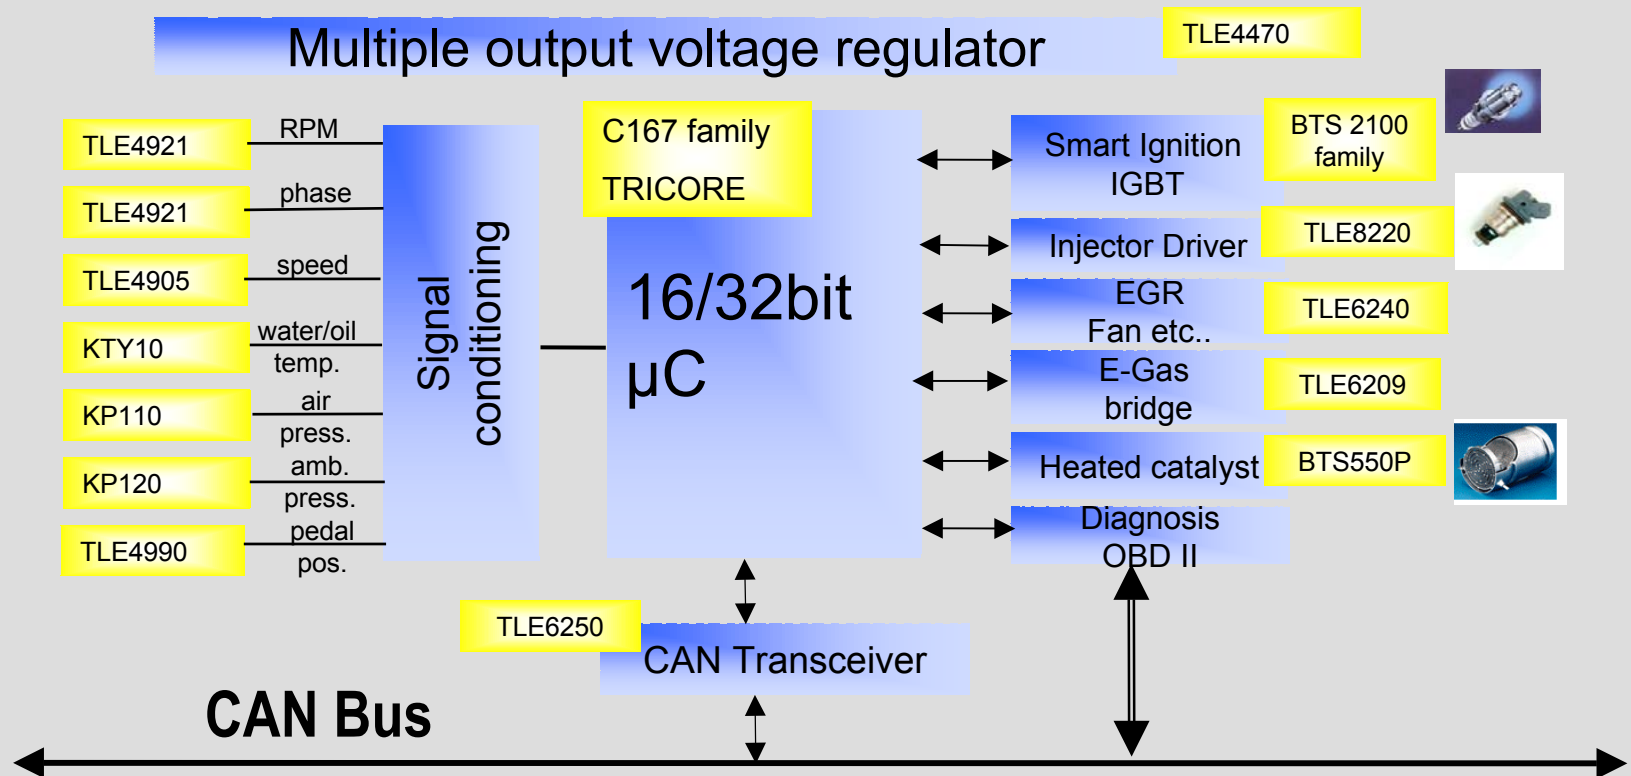 Multiple output voltage regulator
TLE4470
TLE4921
RPM
TLE4921
phase
TLE4905
speed
KTY10
water/oil
temp.
KP110
air
press.
KP120
amb.
press.
TLE4990
pedal
pos.
Signal
conditioning
C167 family
TRICORE
16/32bit
µC
Smart Ignition
IGBT
BTS 2100
family
Injector Driver
TLE8220
EGR
Fan etc..
TLE6240
E-Gas
bridge
TLE6209
Heated catalyst
BTS550P
Diagnosis
OBD II
TLE6250
CAN Transceiver
CAN Bus